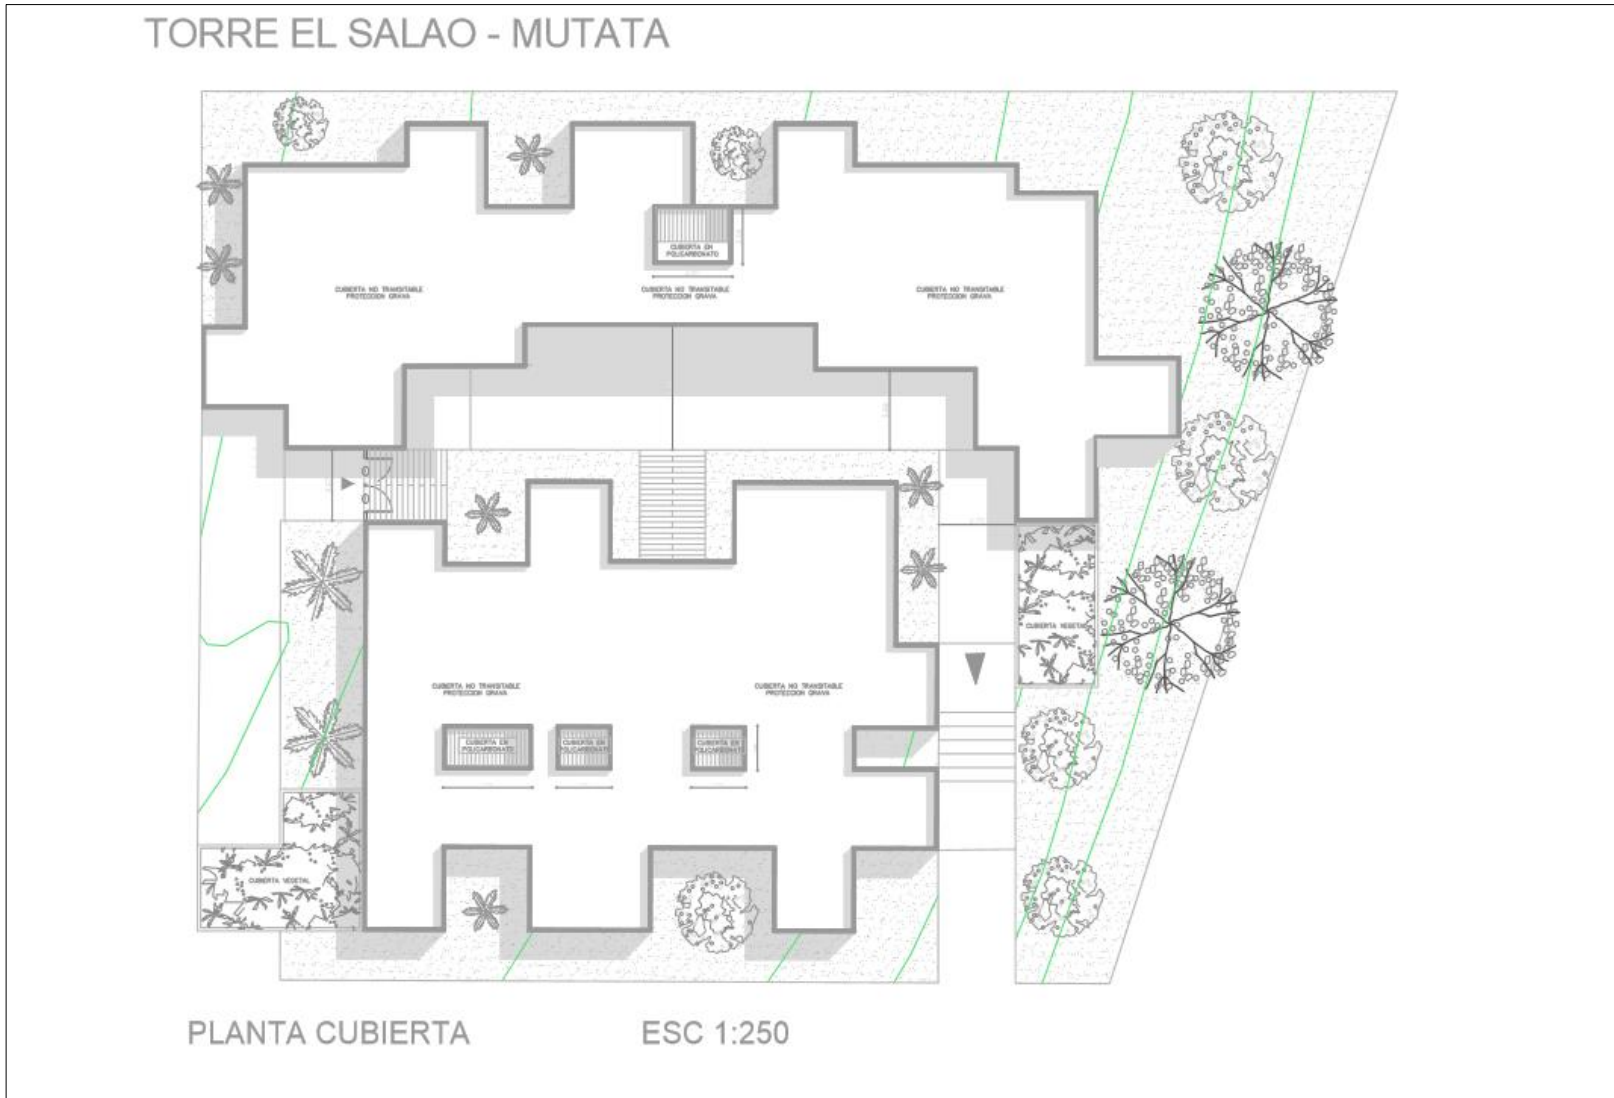 TORRE EL SALAO - MUTATA
CUBIERTA EN
POLICARBONATO
CUBIERTA NO TRANSITABLE
PROTECCION GRAVA
CUBIERTA NO TRANSITABLE
PROTECCION GRAVA
CUBIERTA NO TRANSITABLE
PROTECCION GRAVA
CUBIERTA VEGETAL
CUBIERTA NO TRANSITABLE
PROTECCION GRAVA
CUBIERTA NO TRANSITABLE
PROTECCION GRAVA
CUBIERTA EN
POLICARBONATO
CUBIERTA EN
POLICARBONATO
CUBIERTA EN
POLICARBONATO
CUBIERTA VEGETAL
PLANTA CUBIERTA
ESC 1:250